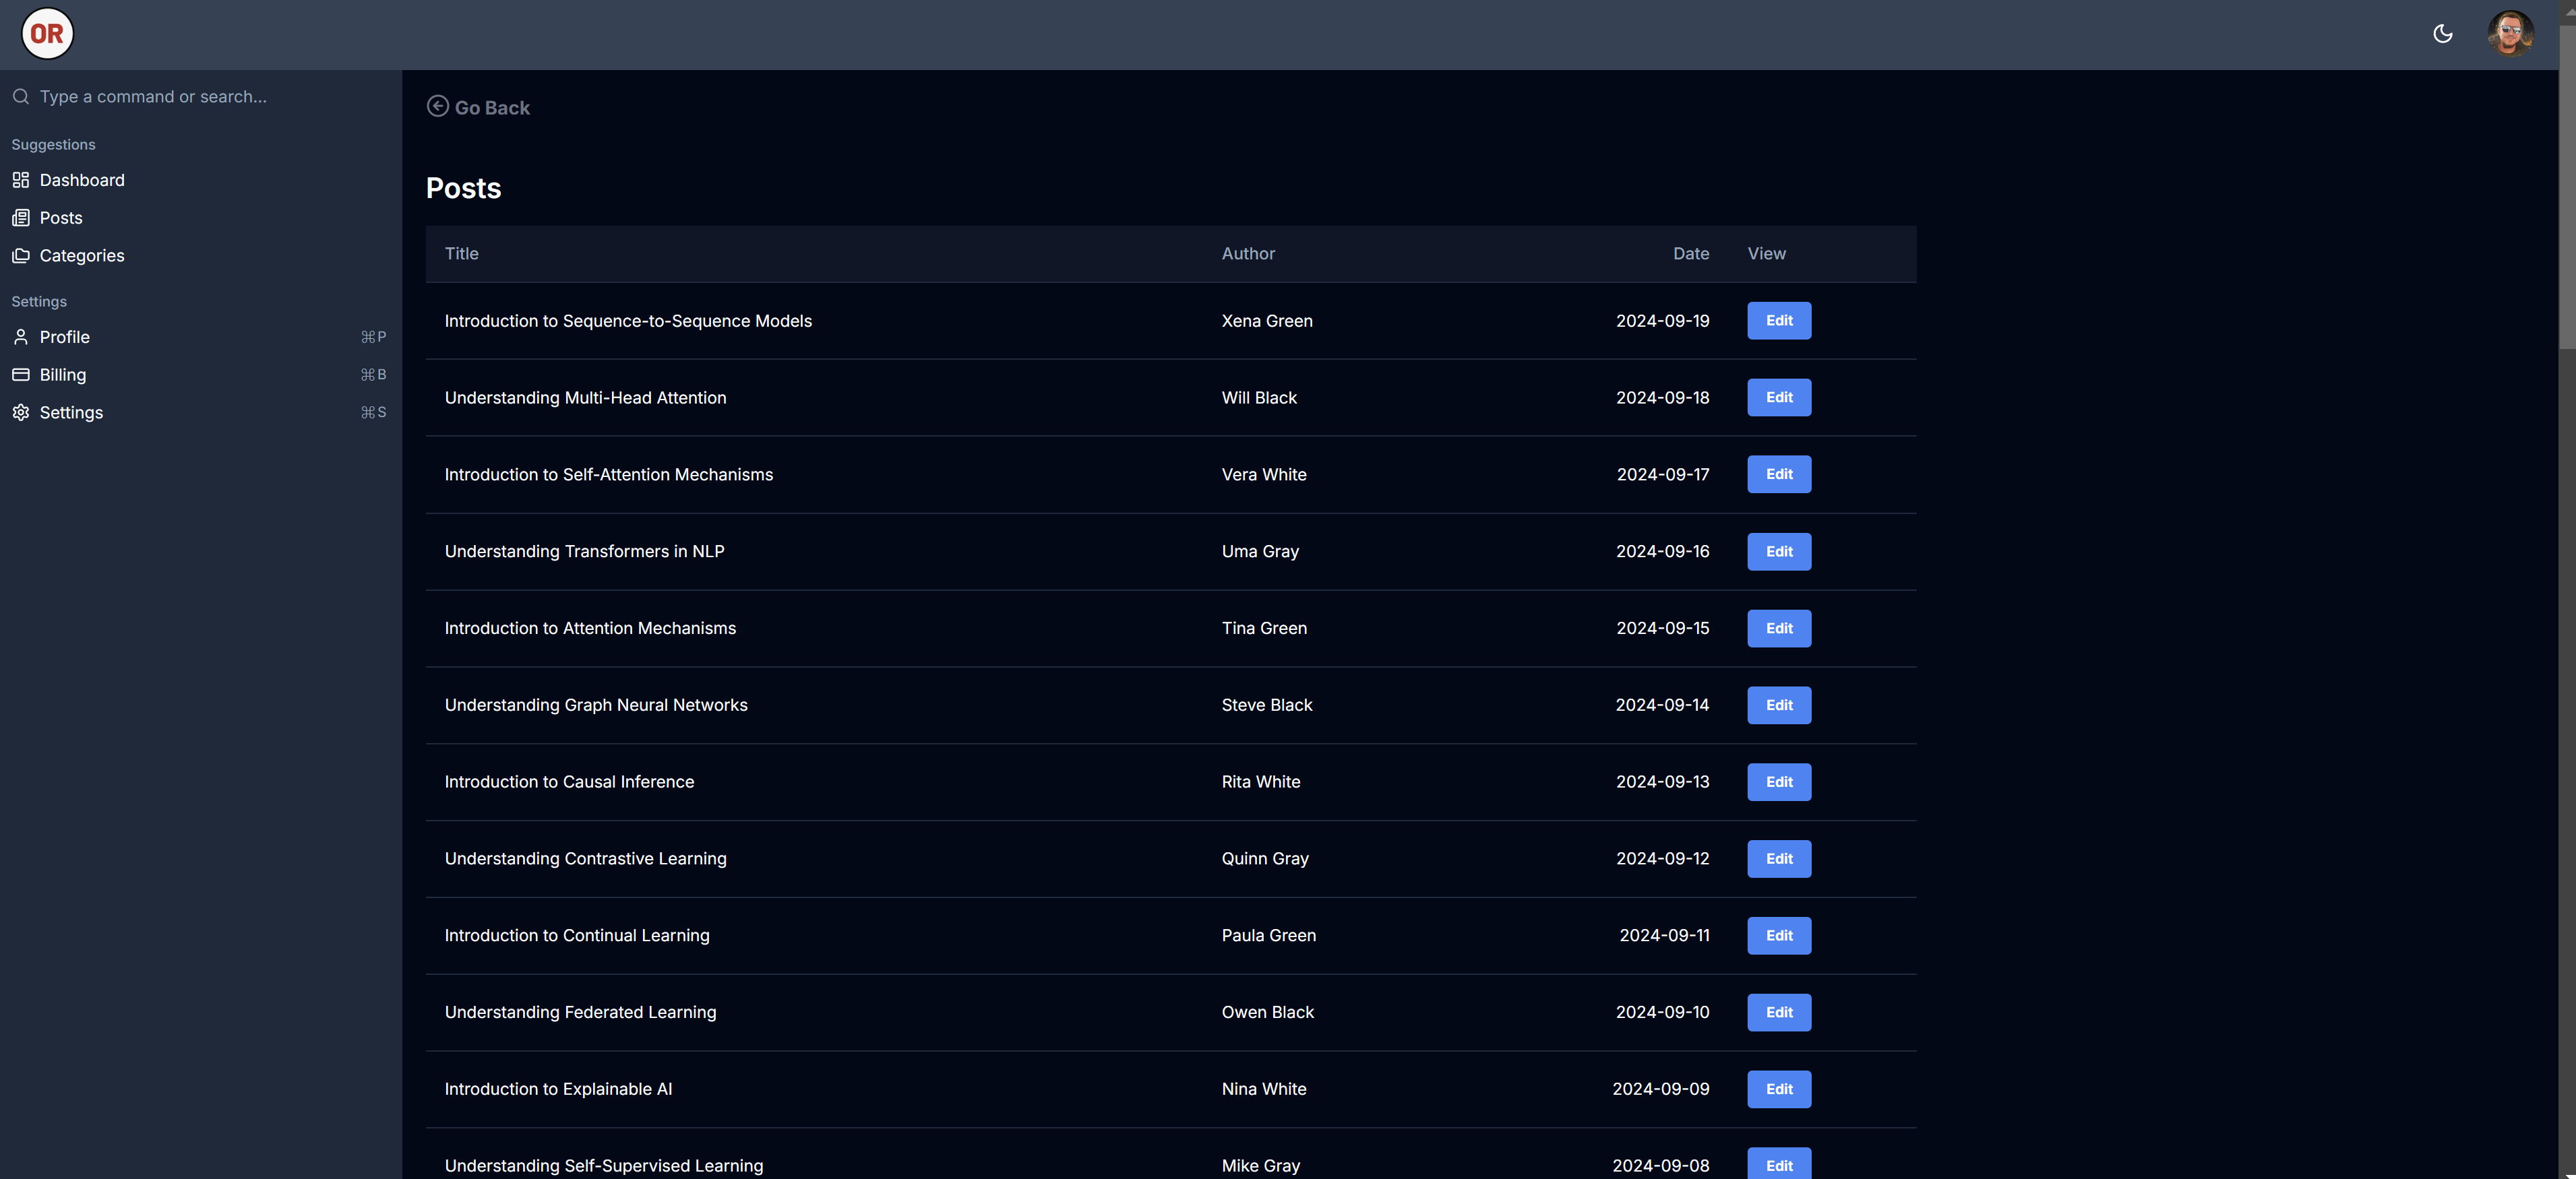 OR
Type a command or search...
Suggestions
Dashboard
Posts
Categories
Settings
Profile ⌘P
Billing ⌘B
Settings ⌘S
Go Back
Posts
Title Author Date View
Introduction to Sequence-to-Sequence Models Xena Green 2024-09-19 Edit
Understanding Multi-Head Attention Will Black 2024-09-18 Edit
Introduction to Self-Attention Mechanisms Vera White 2024-09-17 Edit
Understanding Transformers in NLP Uma Gray 2024-09-16 Edit
Introduction to Attention Mechanisms Tina Green 2024-09-15 Edit
Understanding Graph Neural Networks Steve Black 2024-09-14 Edit
Introduction to Causal Inference Rita White 2024-09-13 Edit
Understanding Contrastive Learning Quinn Gray 2024-09-12 Edit
Introduction to Continual Learning Paula Green 2024-09-11 Edit
Understanding Federated Learning Owen Black 2024-09-10 Edit
Introduction to Explainable AI Nina White 2024-09-09 Edit
Understanding Self-Supervised Learning Mike Gray 2024-09-08 Edit